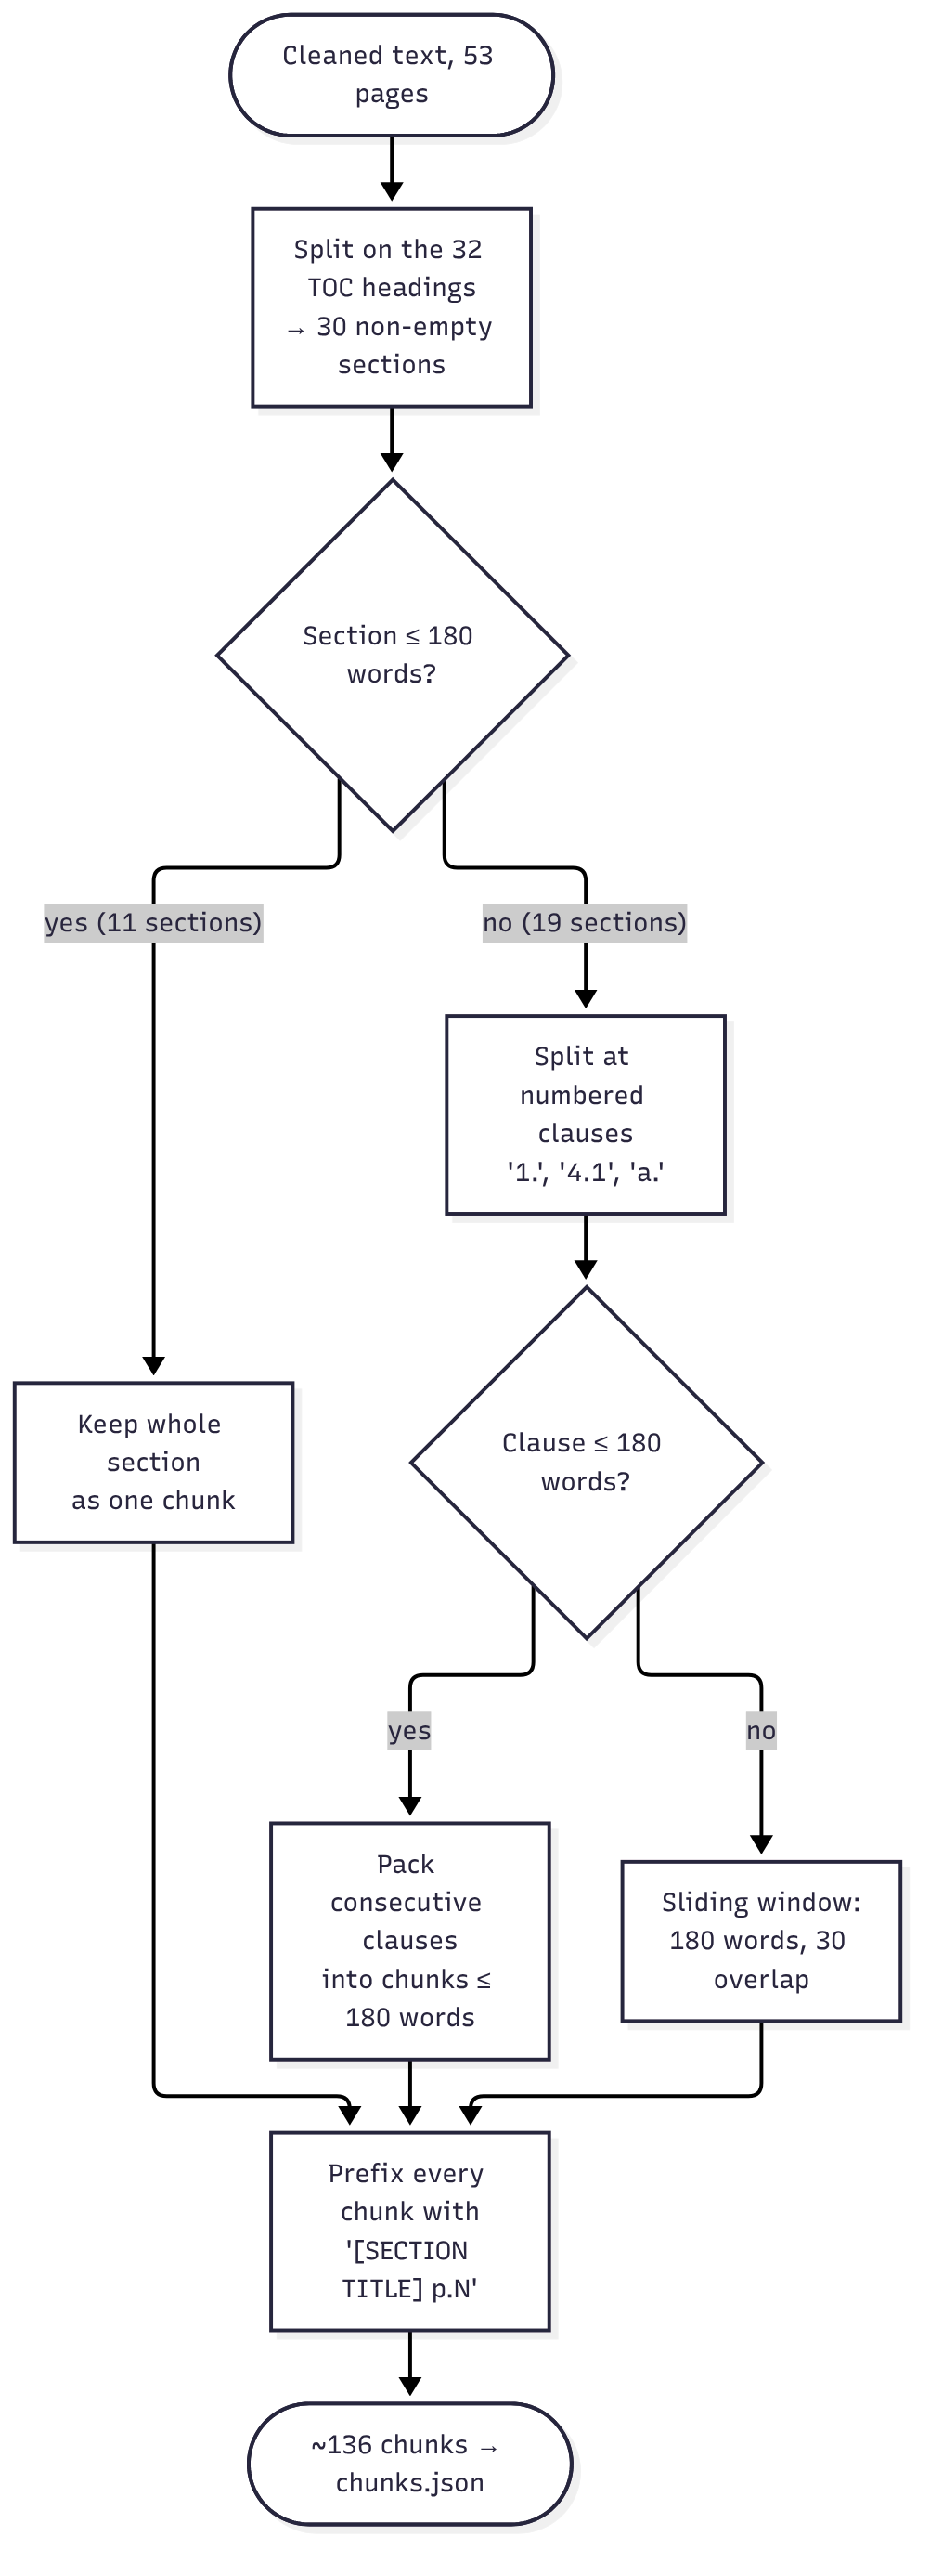 Cleaned text, 53
pages
Split on the 32
TOC headings
→ 30 non-empty
sections
Section ≤ 180
words?
yes (11 sections)
no (19 sections)
Split at
numbered
clauses
'1.', '4.1', 'a.'
Keep whole
section
as one chunk
Clause ≤ 180
words?
yes
no
Pack
consecutive
clauses
into chunks ≤
180 words
Sliding window:
180 words, 30
overlap
Prefix every
chunk with
'[SECTION
TITLE] p.N'
~136 chunks →
chunks.json